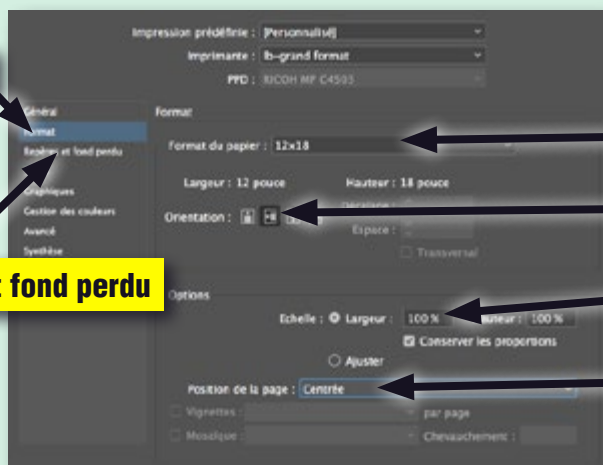 Impression prédéfinie : [Personnalisé]
Imprimante : lb-grand format
PPD : RICOH MP C4503
Général
Format
Repères et fond perdu
Graphiques
Gestion des couleurs
Avancé
Synthèse
Format
Format du papier : 12x18
Largeur : 12 pouce Hauteur : 18 pouce
Orientation :
Espace :
Transversal
t fond perdu
Options
Echelle : Largeur : 100 % Hauteur : 100 %
Conserver les proportions
Ajuster
Position de la page : Centrée
Vignettes : par page
Mosaïque : Chevauchement :